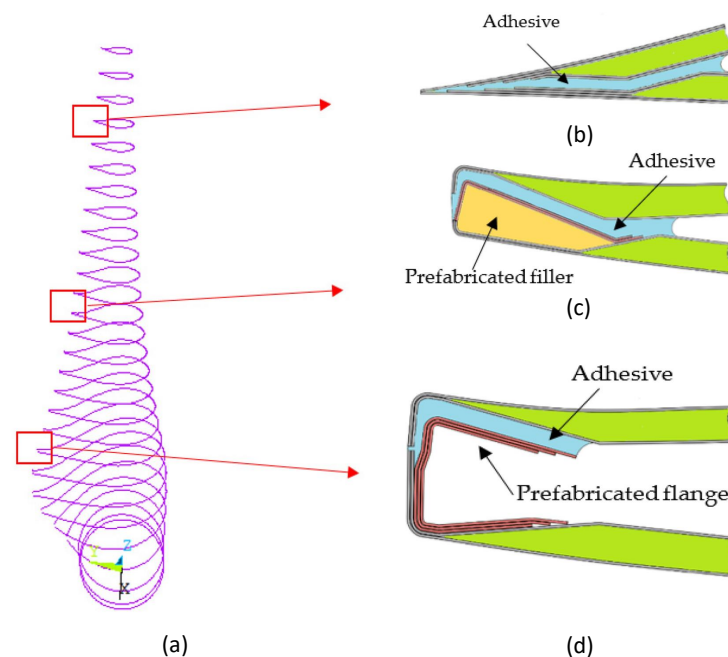 Adhesive
(b)
Adhesive
Prefabricated filler
(c)
Adhesive
Prefabricated flange
Y Z
X
(a)
(d)